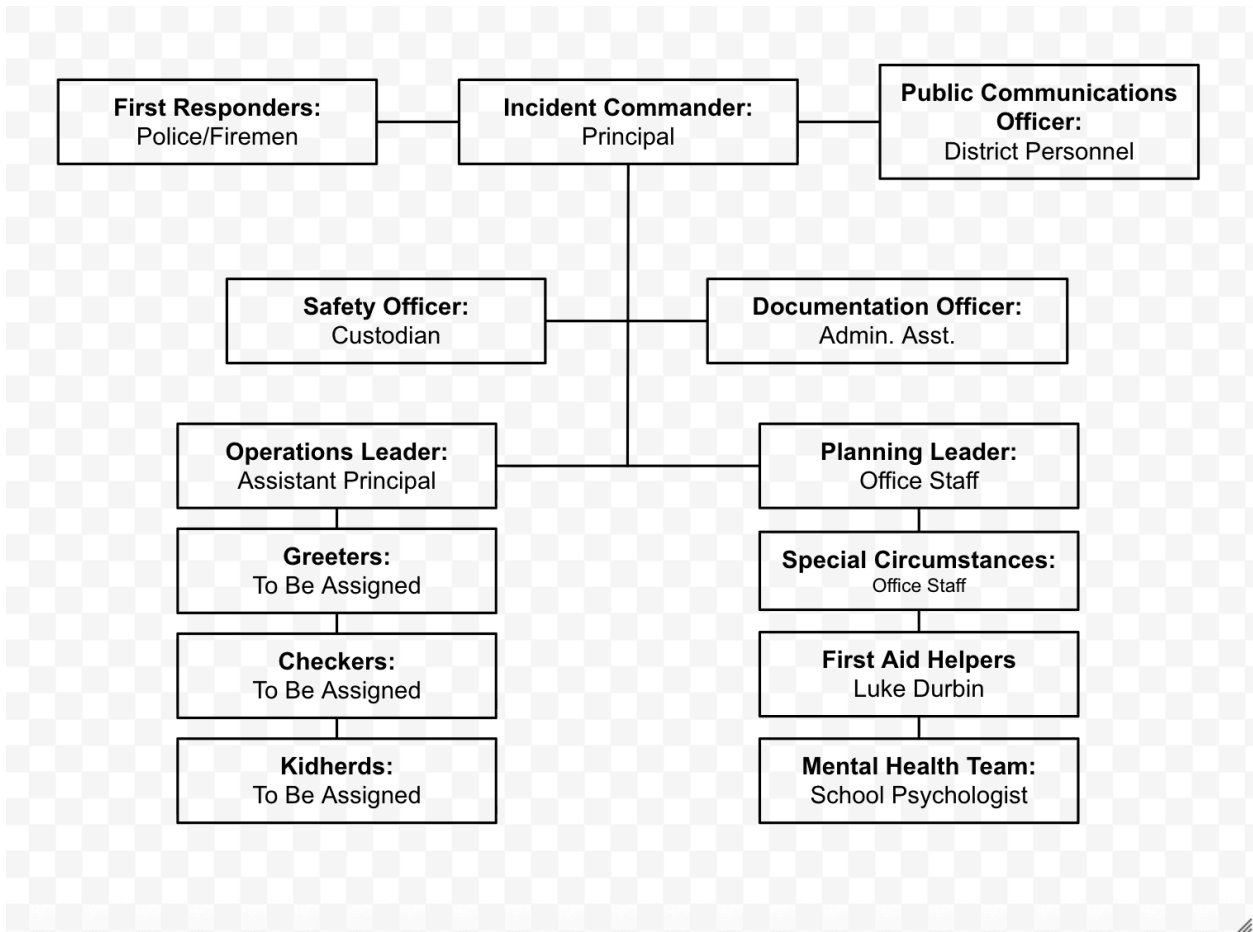 First Responders:
Police/Firemen
Incident Commander:
Principal
Public Communications
Officer:
District Personnel
Safety Officer:
Custodian
Documentation Officer:
Admin. Asst.
Operations Leader:
Assistant Principal
Greeters:
To Be Assigned
Checkers:
To Be Assigned
Kidherds:
To Be Assigned
Planning Leader:
Office Staff
Special Circumstances:
Office Staff
First Aid Helpers
Luke Durbin
Mental Health Team:
School Psychologist